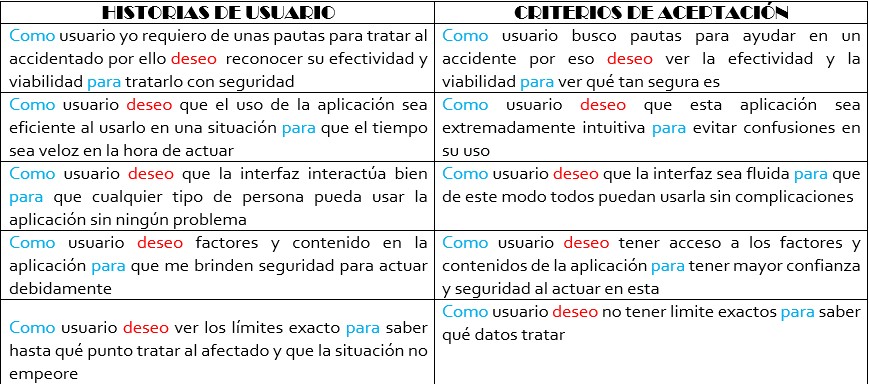 HISTORIAS DE USUARIO
CRITERIOS DE ACEPTACIÓN
Como usuario yo requiero de unas pautas para tratar al
accidentado por ello deseo reconocer su efectividad y
viabilidad para tratarlo con seguridad
Como usuario busco pautas para ayudar en un
accidente por eso deseo ver la efectividad y la
viabilidad para ver qué tan segura es
Como usuario deseo que el uso de la aplicación sea
eficiente al usarlo en una situación para que el tiempo
sea veloz en la hora de actuar
Como usuario deseo que esta aplicación sea
extremadamente intuitiva para evitar confusiones en
su uso
Como usuario deseo que la interfaz interactúa bien
para que cualquier tipo de persona pueda usar la
aplicación sin ningún problema
Como usuario deseo que la interfaz sea fluida para que
de este modo todos puedan usarla sin complicaciones
Como usuario deseo factores y contenido en la
aplicación para que me brinden seguridad para actuar
debidamente
Como usuario deseo tener acceso a los factores y
contenidos de la aplicación para tener mayor confianza
y seguridad al actuar en esta
Como usuario deseo ver los límites exacto para saber
hasta qué punto tratar al afectado y que la situación no
empeore
Como usuario deseo no tener limite exactos para saber
qué datos tratar